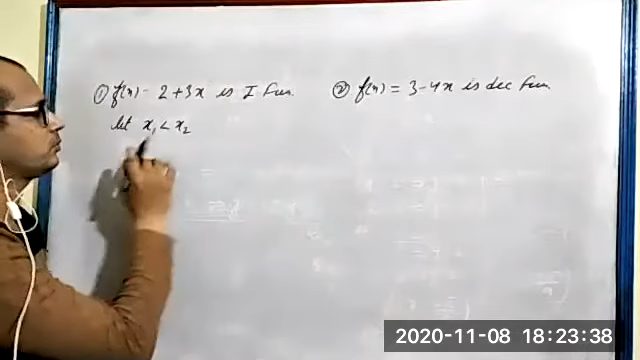 ① f(x) = 2 + 3x is I fun.
② f(x) = 3 - 4x is dec fun.
let x₁ < x₂
2020-11-08 18:23:38